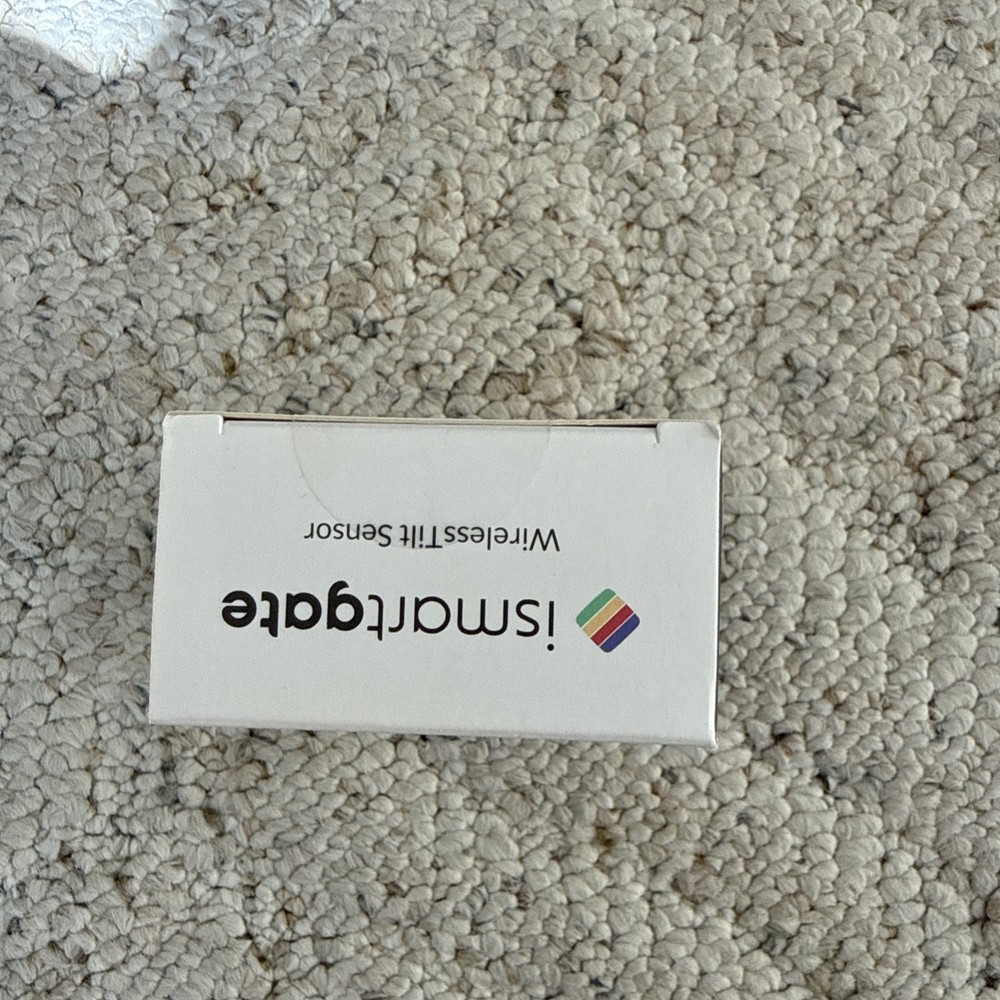 ismartgate
Wireless Tilt Sensor